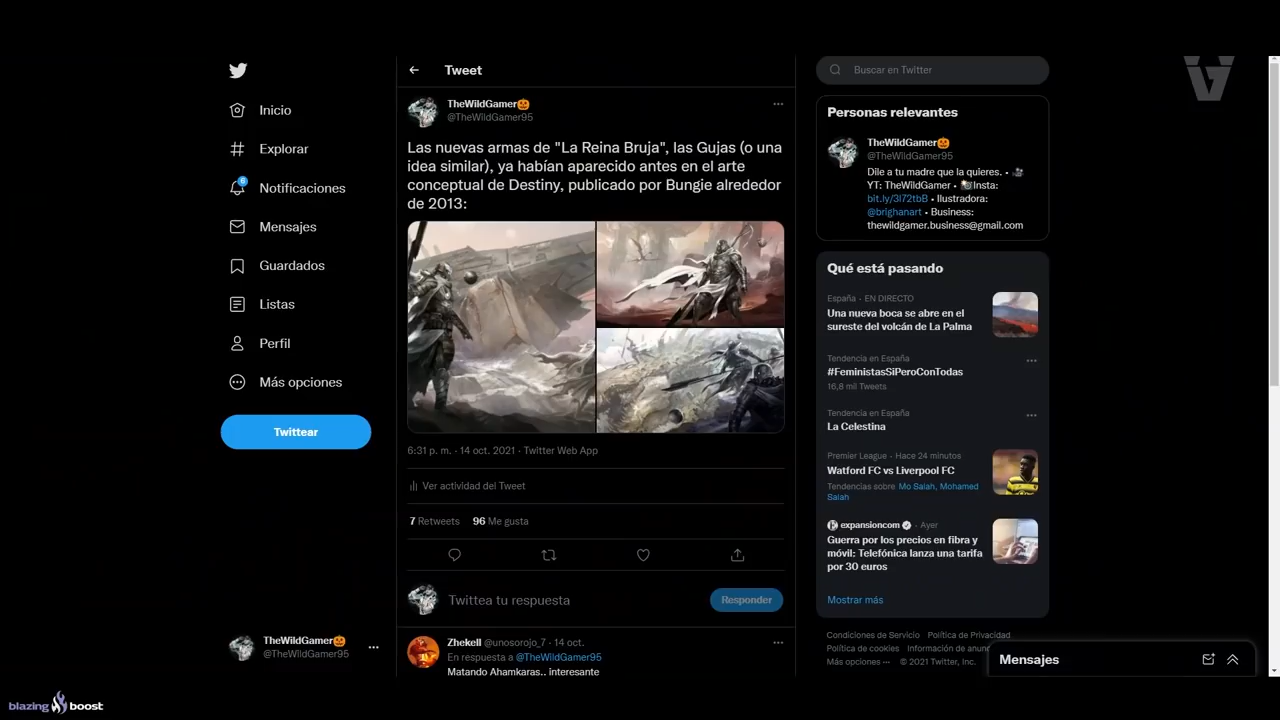 Inicio
Explorar
6
Notificaciones
Mensajes
Guardados
Listas
Perfil
Más opciones
Twittear
TheWildGamer🎃
@TheWildGamer95
Tweet
TheWildGamer🎃
@TheWildGamer95
Las nuevas armas de "La Reina Bruja", las Gujas (o una
idea similar), ya habían aparecido antes en el arte
conceptual de Destiny, publicado por Bungie alrededor
de 2013:
6:31 p. m. · 14 oct. 2021 · Twitter Web App
Ver actividad del Tweet
7 Retweets 96 Me gusta
Twittea tu respuesta
Responder
Zhekell @unosorojo_7 · 14 oct.
En respuesta a @TheWildGamer95
Matando Ahamkaras.. interesante
Buscar en Twitter
Personas relevantes
TheWildGamer🎃
@TheWildGamer95
Dile a tu madre que la quieres. • 🎥
YT: TheWildGamer • 📸Insta:
bit.ly/3l72tbB • Ilustradora:
@brighanart • Business:
thewildgamer.business@gmail.com
Qué está pasando
España · EN DIRECTO
Una nueva boca se abre en el
sureste del volcán de La Palma
Tendencia en España
#FeministasSiPeroConTodas
16,8 mil Tweets
Tendencia en España
La Celestina
Premier League · Hace 24 minutos
Watford FC vs Liverpool FC
Tendencias sobre Mo Salah, Mohamed
Salah
expansioncom · Ayer
Guerra por los precios en fibra y
móvil: Telefónica lanza una tarifa
por 30 euros
Mostrar más
Condiciones de Servicio Política de Privacidad
Política de cookies Información de anunc
Más opciones ··· © 2021 Twitter, Inc.
Mensajes
blazing boost